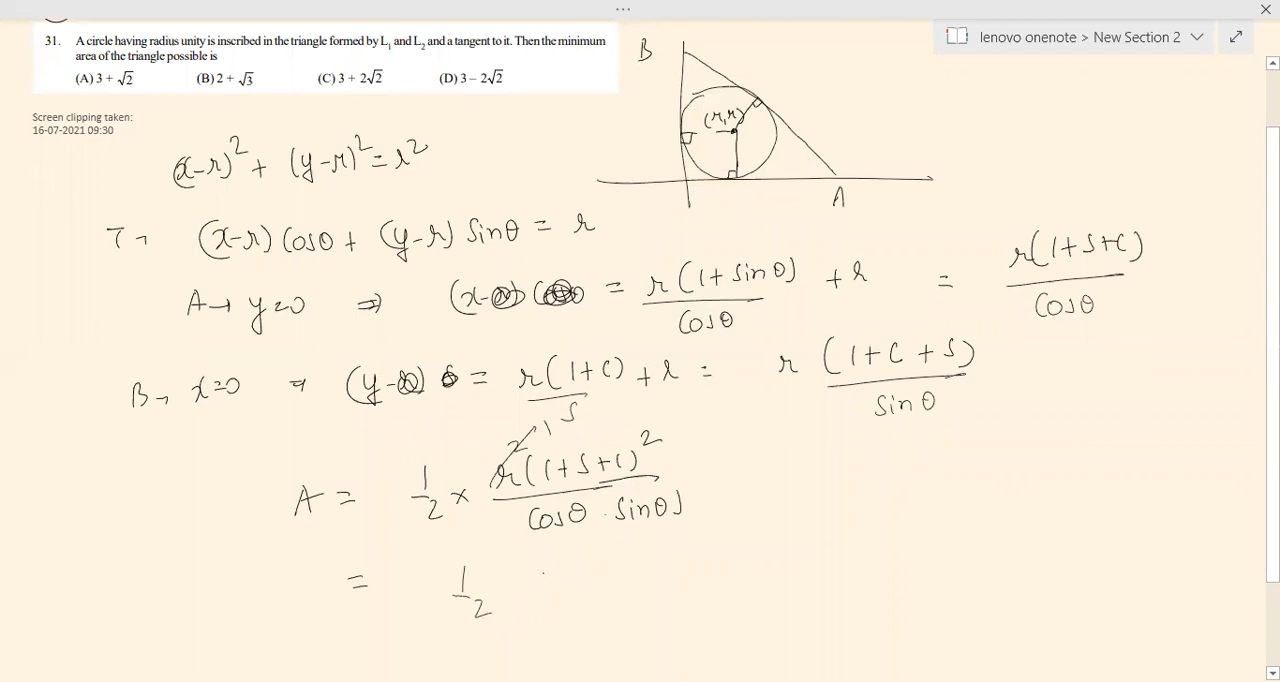 lenovo onenote > New Section 2
31. A circle having radius unity is inscribed in the triangle formed by L₁ and L₂ and a tangent to it. Then the minimum
area of the triangle possible is
(A) 3 + √2 (B) 2 + √3 (C) 3 + 2√2 (D) 3 – 2√2
Screen clipping taken:
16-07-2021 09:30
B
(r,r)
A
(x-r)² + (y-r)² = r²
T → (x-r) Cosθ + (y-r) Sinθ = r
A → y=0 ⇒ (x- = r(1+Sinθ)/Cosθ + r = r(1+S+C)/Cosθ
B → x=0 ⇒ (y- = r(1+C)/S + r = r(1+C+S)/Sinθ
A = 1/2 × r²(1+S+C)²/Cosθ.Sinθ
1
= 1/2